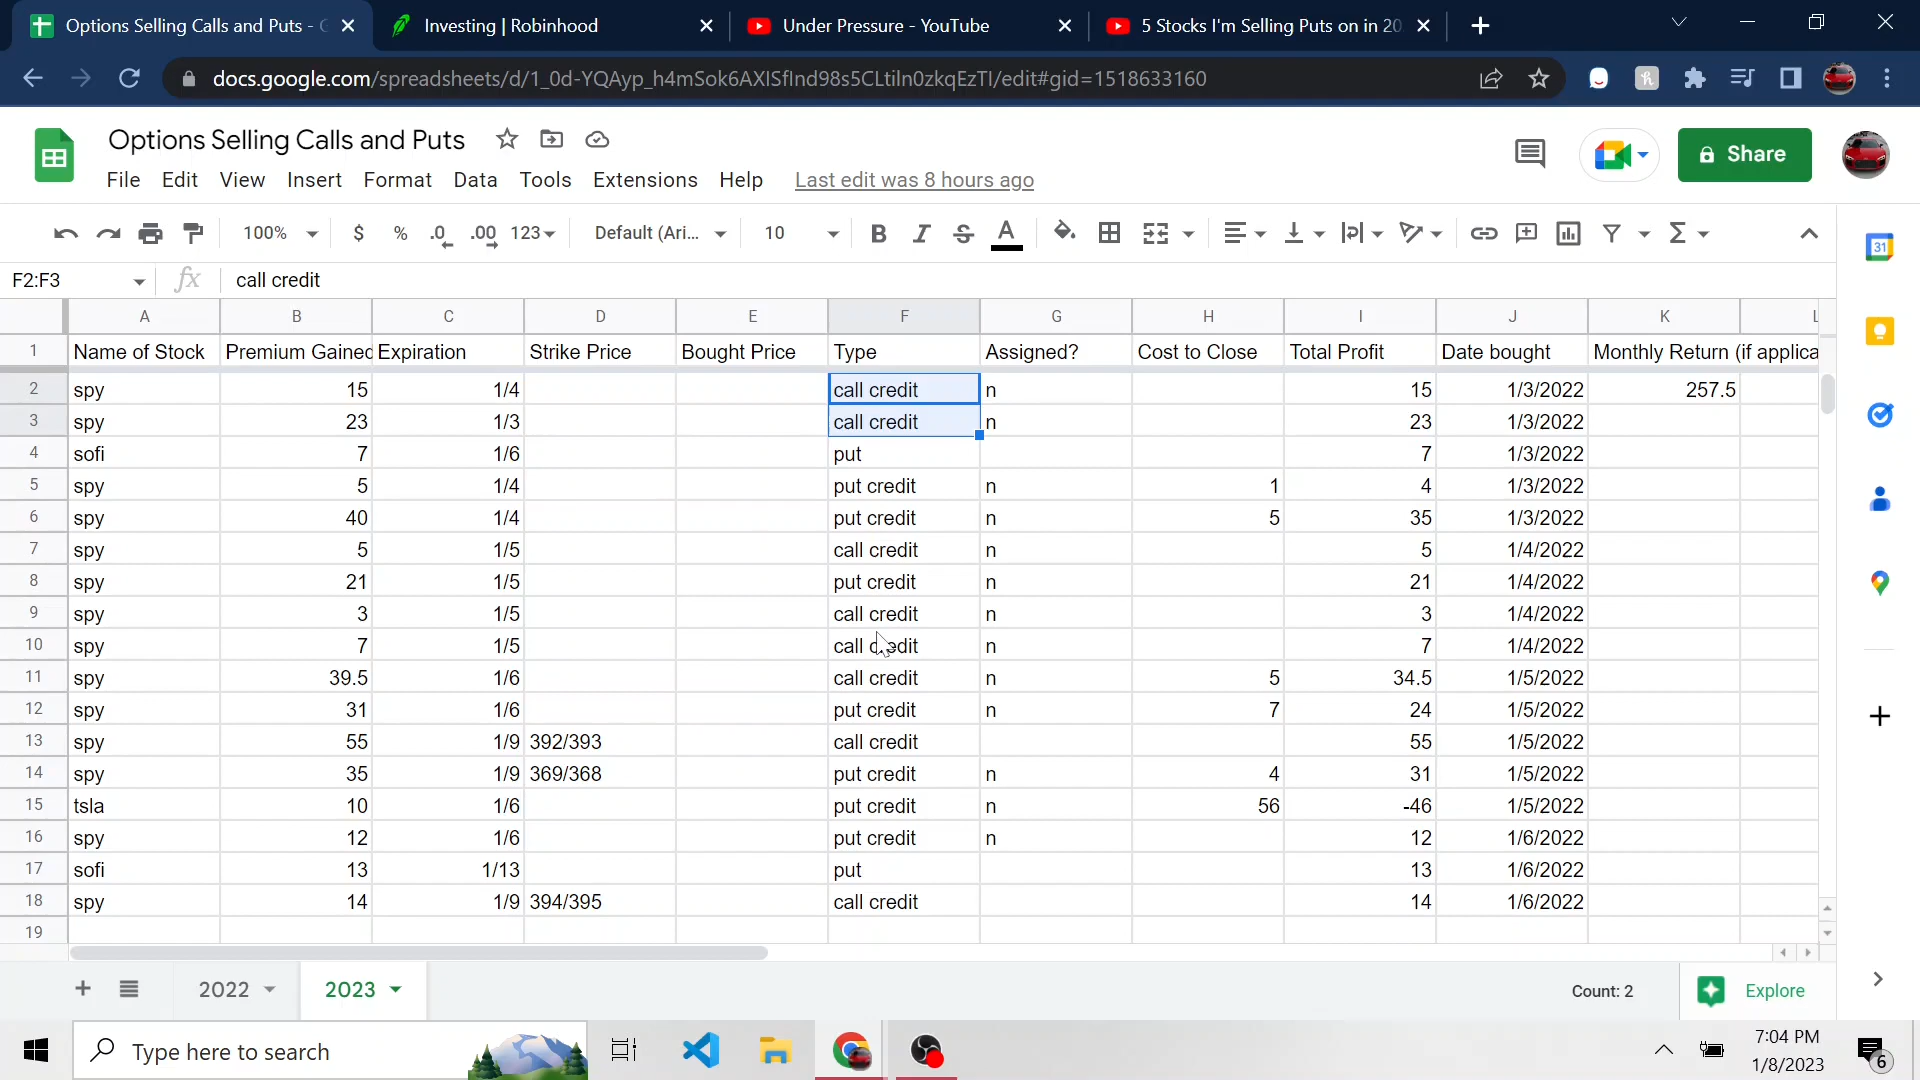 Options Selling Calls and Puts - G
Investing | Robinhood
Under Pressure - YouTube
5 Stocks I'm Selling Puts on in 20
docs.google.com/spreadsheets/d/1_0d-YQAyp_h4mSok6AXISfInd98s5CLtiIn0zkqEzTI/edit#gid=1518633160
Options Selling Calls and Puts
File Edit View Insert Format Data Tools Extensions Help Last edit was 8 hours ago
Share
100% $ % .0 .00 123 Default (Ari... 10 B I S A
31
F2:F3 fx call credit
A B C D E F G H I J K L
1 Name of Stock Premium Gained Expiration Strike Price Bought Price Type Assigned? Cost to Close Total Profit Date bought Monthly Return (if applica
2 spy 15 1/4 call credit n 15 1/3/2022 257.5
3 spy 23 1/3 call credit n 23 1/3/2022
4 sofi 7 1/6 put 7 1/3/2022
5 spy 5 1/4 put credit n 1 4 1/3/2022
6 spy 40 1/4 put credit n 5 35 1/3/2022
7 spy 5 1/5 call credit n 5 1/4/2022
8 spy 21 1/5 put credit n 21 1/4/2022
9 spy 3 1/5 call credit n 3 1/4/2022
10 spy 7 1/5 call credit n 7 1/4/2022
11 spy 39.5 1/6 call credit n 5 34.5 1/5/2022
12 spy 31 1/6 put credit n 7 24 1/5/2022
13 spy 55 1/9 392/393 call credit 55 1/5/2022
14 spy 35 1/9 369/368 put credit n 4 31 1/5/2022
15 tsla 10 1/6 put credit n 56 -46 1/5/2022
16 spy 12 1/6 put credit n 12 1/6/2022
17 sofi 13 1/13 put 13 1/6/2022
18 spy 14 1/9 394/395 call credit 14 1/6/2022
19
2022 2023 Count: 2 Explore
Type here to search
7:04 PM
1/8/2023
6